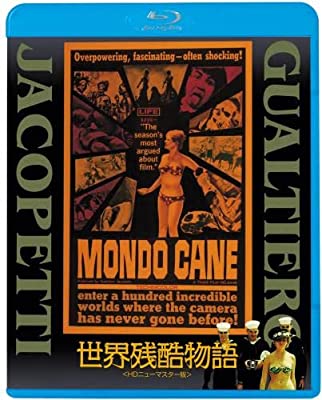 Blu-ray Disc
Overpowering, fascinating—often shocking!
JACOPETTI
GUALTIERO
LIFE
says—
"The season's
most
argued
about
film."
MONDO CANE
TECHNICOLOR
enter a hundred incredible
worlds where the camera
has never gone before!
世界残酷物語
<HDニューマスター版>